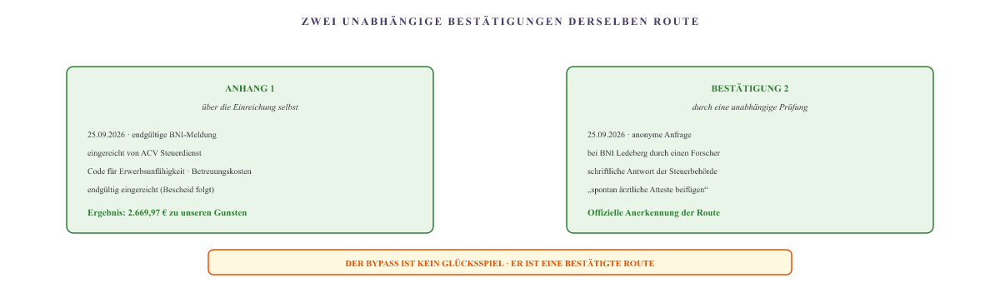 ZWEI UNABHÄNGIGE BESTÄTIGUNGEN DERSELBEN ROUTE
ANHANG 1
über die Einreichung selbst
25.09.2026 · endgültige BNI-Meldung
eingereicht von ACV Steuerdienst
Code für Erwerbsunfähigkeit · Betreuungskosten
endgültig eingereicht (Bescheid folgt)
Ergebnis: 2.669,97 € zu unseren Gunsten
BESTÄTIGUNG 2
durch eine unabhängige Prüfung
25.09.2026 · anonyme Anfrage
bei BNI Ledeberg durch einen Forscher
schriftliche Antwort der Steuerbehörde
„spontan ärztliche Atteste beifügen“
Offizielle Anerkennung der Route
DER BYPASS IST KEIN GLÜCKSSPIEL · ER IST EINE BESTÄTIGTE ROUTE